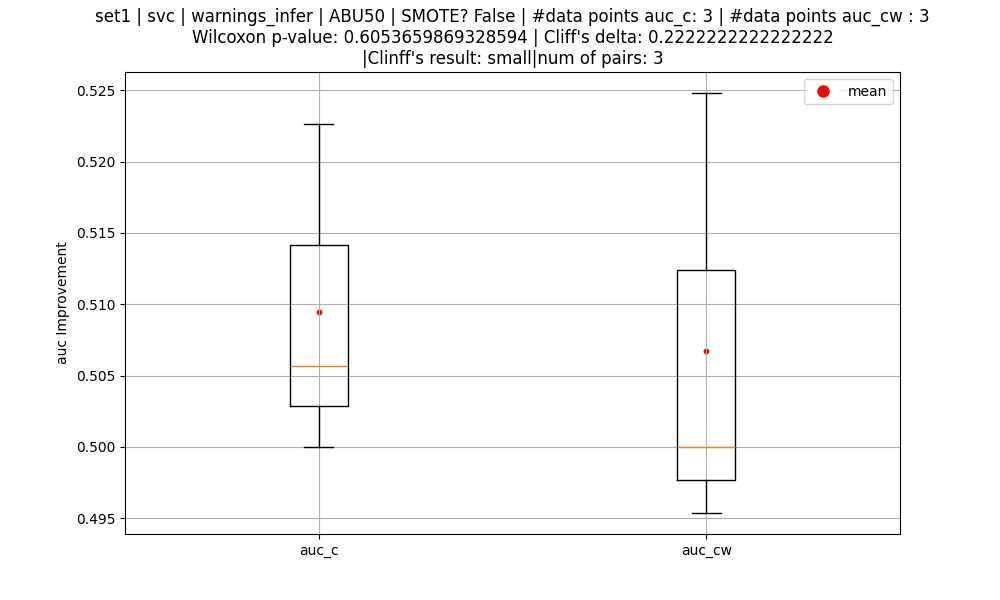 set1 | svc | warnings_infer | ABU50 | SMOTE? False | #data points auc_c: 3 | #data points auc_cw : 3
Wilcoxon p-value: 0.6053659869328594 | Cliff's delta: 0.2222222222222222
|Clinff's result: small|num of pairs: 3
mean
0.525
0.520
0.515
0.510
0.505
0.500
0.495
auc Improvement
auc_c
auc_cw